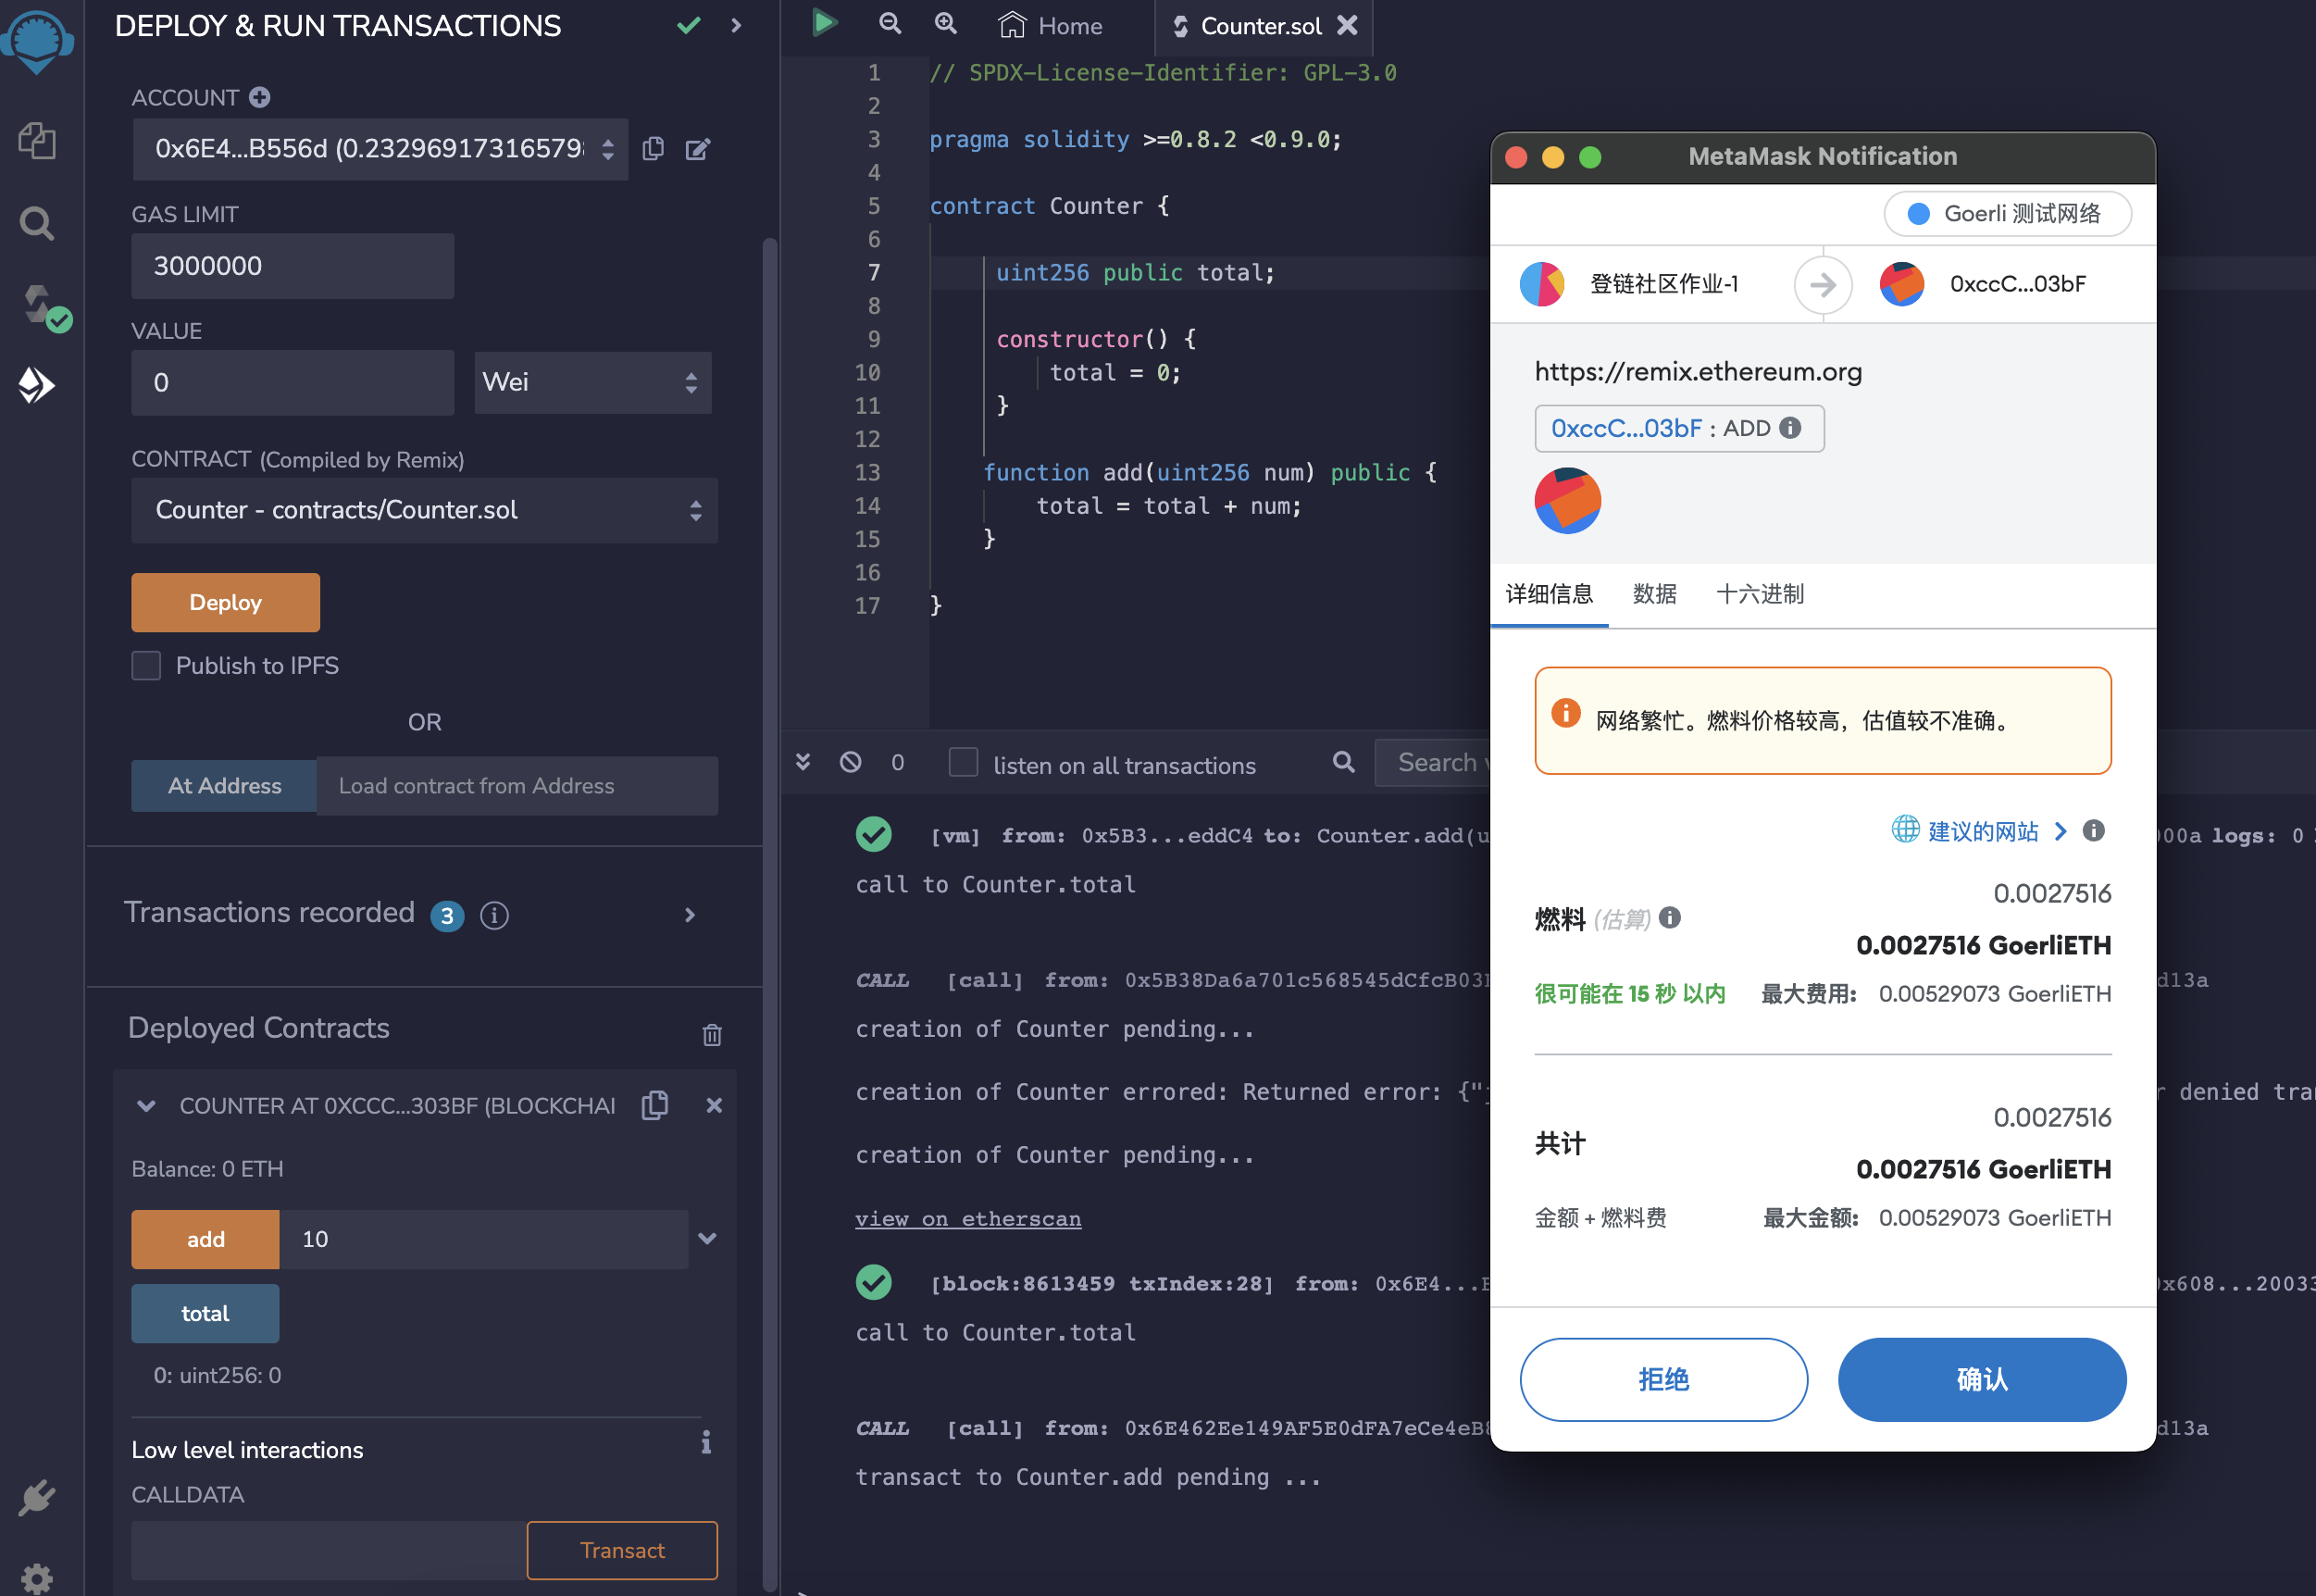 DEPLOY & RUN TRANSACTIONS
ACCOUNT
0x6E4...B556d (0.2329691731657
GAS LIMIT
3000000
VALUE
0
Wei
CONTRACT (Compiled by Remix)
Counter - contracts/Counter.sol
Deploy
Publish to IPFS
OR
At Address
Load contract from Address
Transactions recorded 3
Deployed Contracts
COUNTER AT 0XCCC...303BF (BLOCKCHAI
Balance: 0 ETH
add
10
total
0: uint256: 0
Low level interactions
CALLDATA
Transact
Home
Counter.sol
1 // SPDX-License-Identifier: GPL-3.0
2
3 pragma solidity >=0.8.2 <0.9.0;
4
5 contract Counter {
6
7 uint256 public total;
8
9 constructor() {
10 total = 0;
11 }
12
13 function add(uint256 num) public {
14 total = total + num;
15 }
16
17 }
0
listen on all transactions
Search
[vm] from: 0x5B3...eddC4 to: Counter.add(u
00a logs: 0
call to Counter.total
CALL [call] from: 0x5B38Da6a701c568545dCfcB03
d13a
creation of Counter pending...
creation of Counter errored: Returned error: {"
denied tra
creation of Counter pending...
view on etherscan
[block:8613459 txIndex:28] from: 0x6E4...
x608...20033
call to Counter.total
CALL [call] from: 0x6E462Ee149AF5E0dFA7eCe4eB
d13a
transact to Counter.add pending ...
MetaMask Notification
Goerli 测试网络
登链社区作业-1
0xccC...03bF
https://remix.ethereum.org
0xccC...03bF : ADD
详细信息
数据
十六进制
网络繁忙。燃料价格较高，估值较不准确。
建议的网站
0.0027516
燃料 (估算)
0.0027516 GoerliETH
很可能在 15 秒 以内
最大费用: 0.00529073 GoerliETH
0.0027516
共计
0.0027516 GoerliETH
金额 + 燃料费
最大金额: 0.00529073 GoerliETH
拒绝
确认